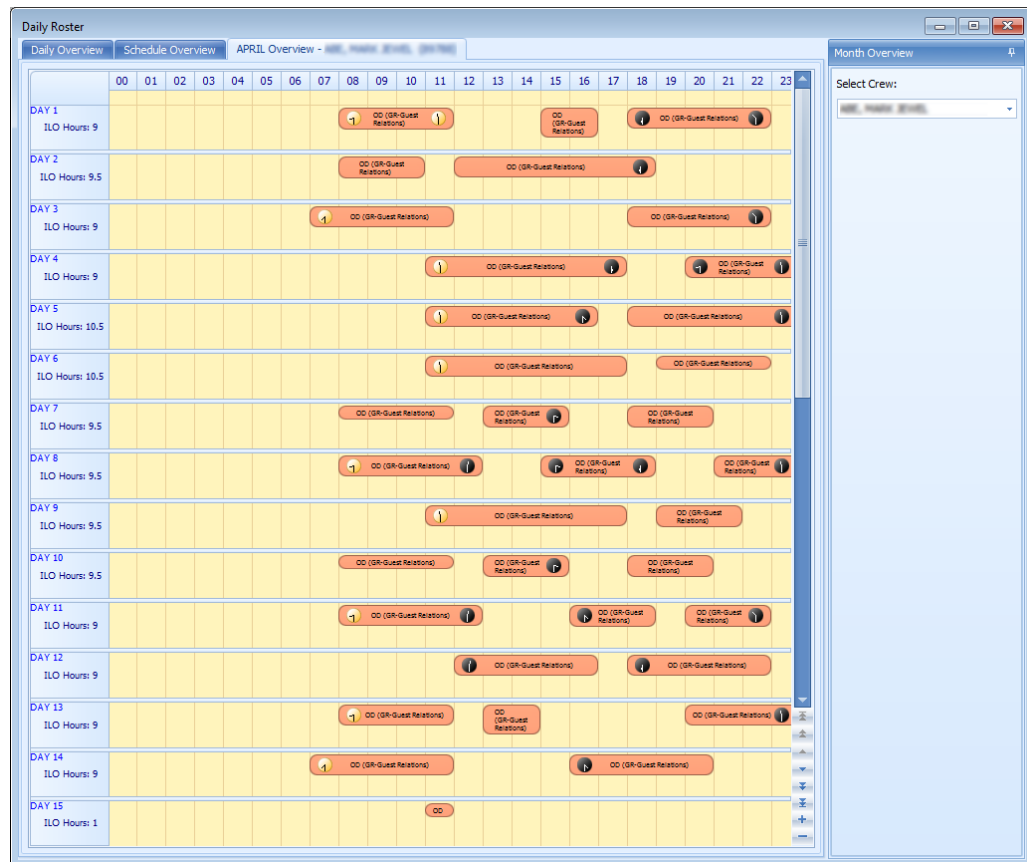 Daily Roster
Daily Overview Schedule Overview APRIL Overview -
Month Overview
Select Crew:
00 01 02 03 04 05 06 07 08 09 10 11 12 13 14 15 16 17 18 19 20 21 22 23
DAY 1
ILO Hours: 9
OD (GR-Guest
Relations)
OD
(GR-Guest
Relations)
OD (GR-Guest Relations)
DAY 2
ILO Hours: 9.5
OD (GR-Guest
Relations)
OD (GR-Guest Relations)
DAY 3
ILO Hours: 9
OD (GR-Guest Relations)
OD (GR-Guest Relations)
DAY 4
ILO Hours: 9
OD (GR-Guest Relations)
OD (GR-Guest
Relations)
DAY 5
ILO Hours: 10.5
OD (GR-Guest Relations)
OD (GR-Guest Relations)
DAY 6
ILO Hours: 10.5
OD (GR-Guest Relations)
OD (GR-Guest Relations)
DAY 7
ILO Hours: 9.5
OD (GR-Guest Relations)
OD (GR-Guest
Relations)
OD (GR-Guest
Relations)
DAY 8
ILO Hours: 9.5
OD (GR-Guest Relations)
OD (GR-Guest
Relations)
OD (GR-Guest
Relations)
DAY 9
ILO Hours: 9.5
OD (GR-Guest Relations)
OD (GR-Guest
Relations)
DAY 10
ILO Hours: 9.5
OD (GR-Guest Relations)
OD (GR-Guest
Relations)
OD (GR-Guest
Relations)
DAY 11
ILO Hours: 9
OD (GR-Guest Relations)
OD (GR-Guest
Relations)
OD (GR-Guest
Relations)
DAY 12
ILO Hours: 9
OD (GR-Guest Relations)
OD (GR-Guest Relations)
DAY 13
ILO Hours: 9
OD (GR-Guest Relations)
OD
(GR-Guest
Relations)
OD (GR-Guest Relations)
DAY 14
ILO Hours: 9
OD (GR-Guest Relations)
OD (GR-Guest Relations)
DAY 15
ILO Hours: 1
OD